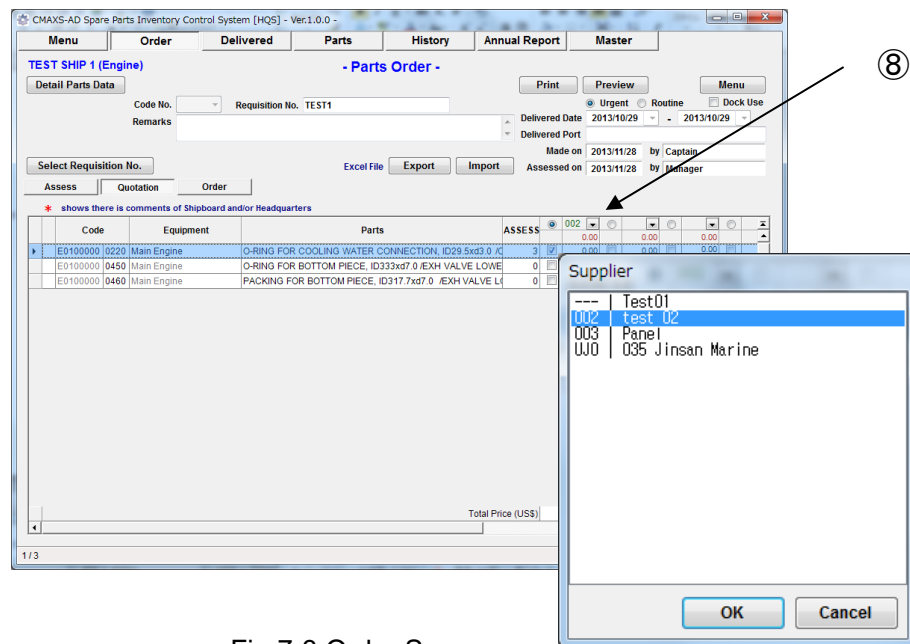 CMAXS-AD Spare Parts Inventory Control System [HQS] - Ver.1.0.0 -
Menu Order Delivered Parts History Annual Report Master
⑧
TEST SHIP 1 (Engine) - Parts Order -
Detail Parts Data Print Preview Menu
Urgent Routine Dock Use
Code No. Requisition No. TEST1
Delivered Date 2013/10/29 - 2013/10/29
Remarks
Delivered Port
Made on 2013/11/28 by Captain
Select Requisition No. Excel File Export Import Assessed on 2013/11/28 by Manager
Assess Quotation Order
* shows there is comments of Shipboard and/or Headquarters
Code Equipment Parts ASSESS 002
0.00 0.00 0.00
E0100000 0220 Main Engine O-RING FOR COOLING WATER CONNECTION, ID29.5xd3.0 /C 3 0.00 0.00 0.00
E0100000 0450 Main Engine O-RING FOR BOTTOM PIECE, ID333xd7.0 /EXH VALVE LOWE 0
E0100000 0460 Main Engine PACKING FOR BOTTOM PIECE, ID317.7xd7.0 /EXH VALVE L 0
Total Price (US$)
1 / 3
Supplier
--- | Test01
002 | test 02
003 | Panel
UJ0 | 035 Jinsan Marine
OK Cancel